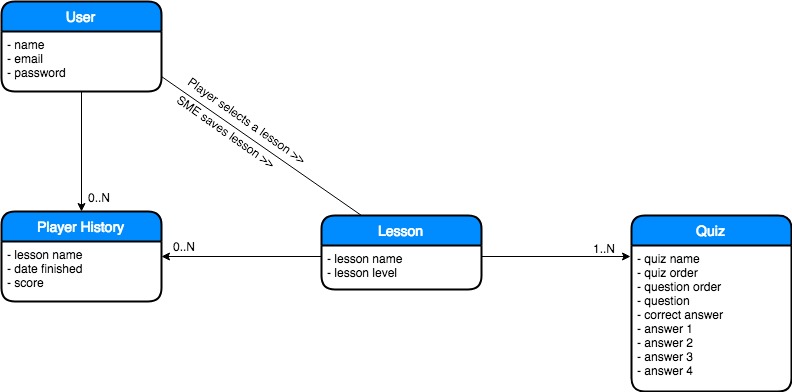 User
- name
- email
- password
Player selects a lesson >>
SME saves lesson >>
0..N
Player History
- lesson name
- date finished
- score
0..N
Lesson
- lesson name
- lesson level
1..N
Quiz
- quiz name
- quiz order
- question order
- question
- correct answer
- answer 1
- answer 2
- answer 3
- answer 4